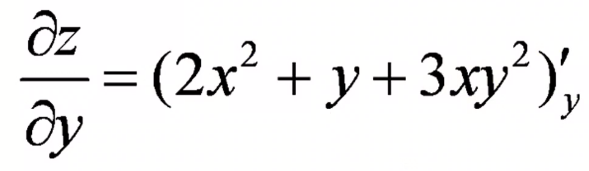 ∂z/∂y = (2x² + y + 3xy²)′_y